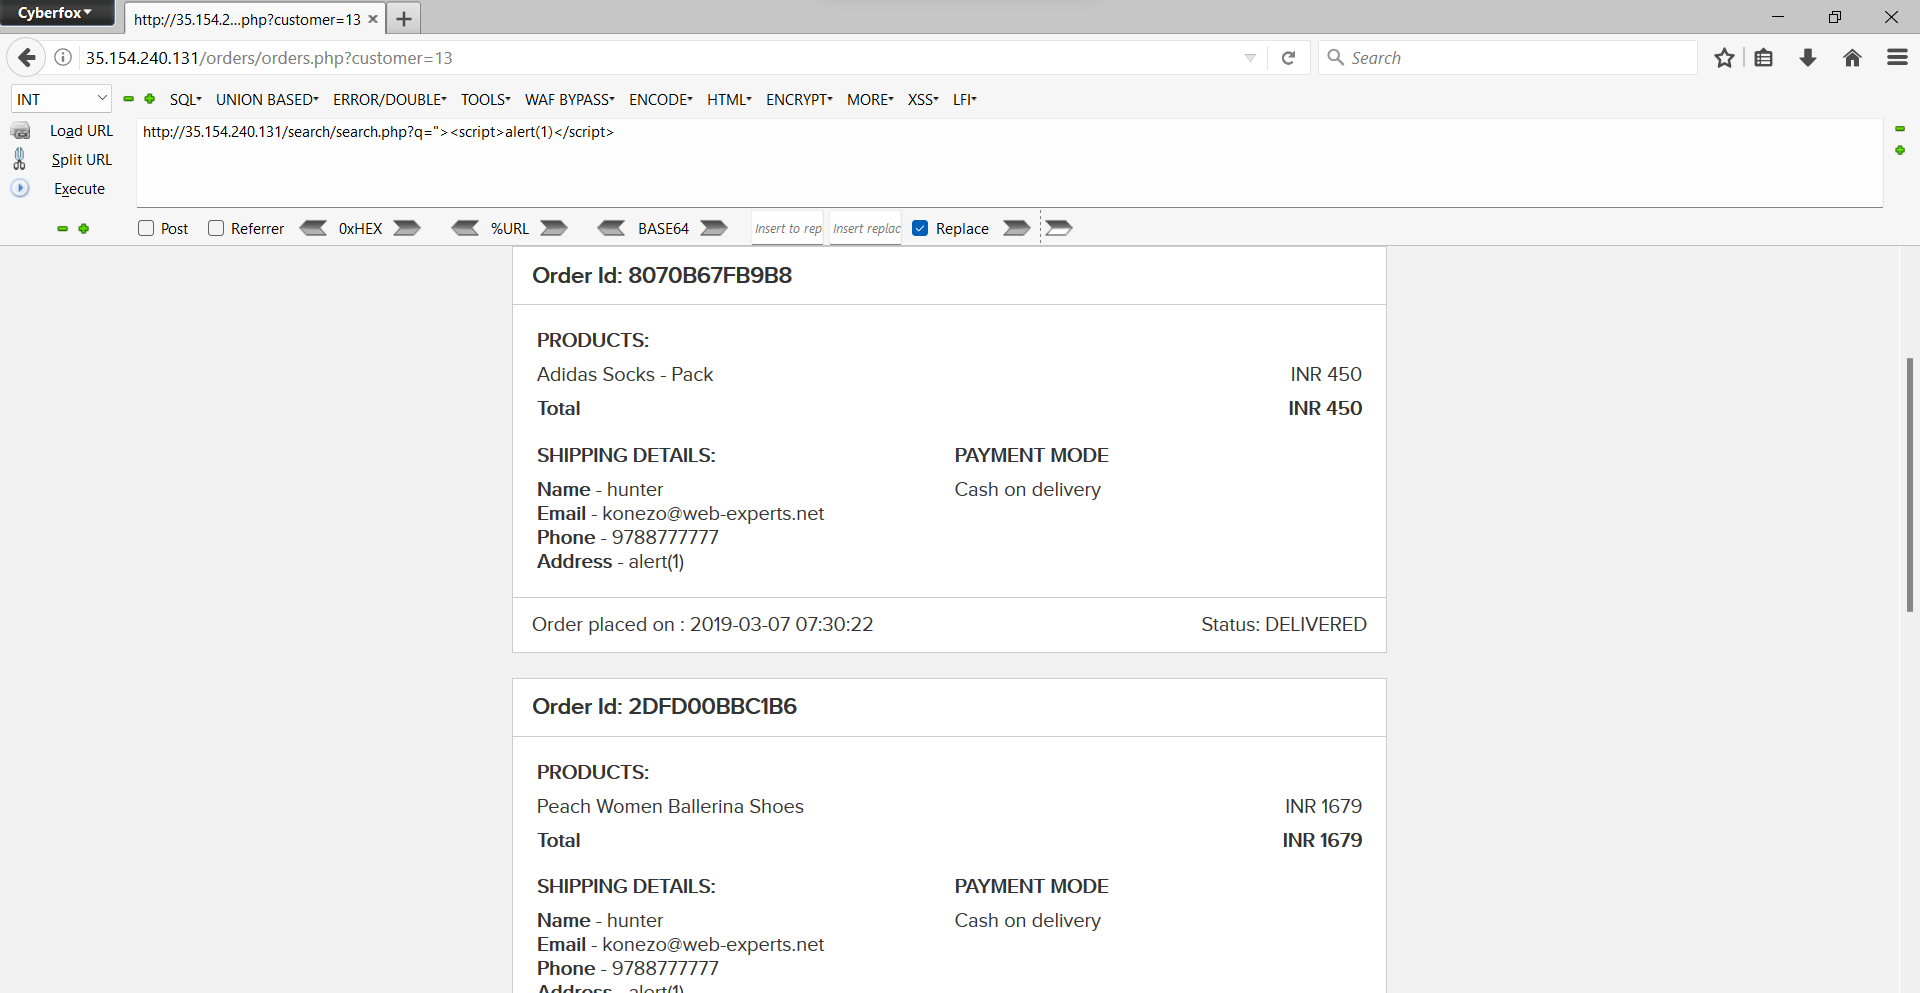 Cyberfox
http://35.154.2...php?customer=13
35.154.240.131/orders/orders.php?customer=13
Search
INT
SQL
UNION BASED
ERROR/DOUBLE
TOOLS
WAF BYPASS
ENCODE
HTML
ENCRYPT
MORE
XSS
LFI
Load URL
Split URL
Execute
http://35.154.240.131/search/search.php?q="><script>alert(1)</script>
Post
Referrer
0xHEX
%URL
BASE64
Insert to rep
Insert replac
Replace
Order Id: 8070B67FB9B8
PRODUCTS:
Adidas Socks - Pack INR 450
Total INR 450
SHIPPING DETAILS: PAYMENT MODE
Name - hunter Cash on delivery
Email - konezo@web-experts.net
Phone - 9788777777
Address - alert(1)
Order placed on : 2019-03-07 07:30:22 Status: DELIVERED
Order Id: 2DFD00BBC1B6
PRODUCTS:
Peach Women Ballerina Shoes INR 1679
Total INR 1679
SHIPPING DETAILS: PAYMENT MODE
Name - hunter Cash on delivery
Email - konezo@web-experts.net
Phone - 9788777777
Address - alert(1)